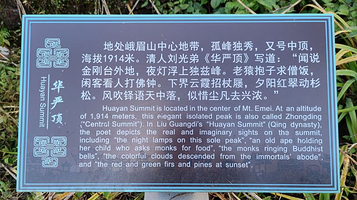 华严顶
Huayan Summit
地处峨眉山中心地带，孤峰独秀，又号中顶，
海拔1914米。清人刘光弟《华严顶》写道：“闻说
金刚台外地，夜灯浮上独兹峰。老猿抱子求僧饭，
闲客看人打佛钟。下界云霞招杖屦，夕阳红翠动杉
松。风吹铎语天中落，似惜尘凡去兴浓。”
Huayan Summit is located in the center of Mt. Emei. At an altitude
of 1,914 meters, this elegant isolated peak is also called Zhongding
("Central Summit"). In Liu Guangdi's "Huayan Summit" (Qing dynasty),
the poet depicts the real and imaginary sights on the summit,
including "the night lamps on this sole peak", "an old ape holding
her child who asks monks for food", "the monks ringing Buddhist
bells", "the colorful clouds descended from the immortals' abode",
and "the red and green firs and pines at sunset".